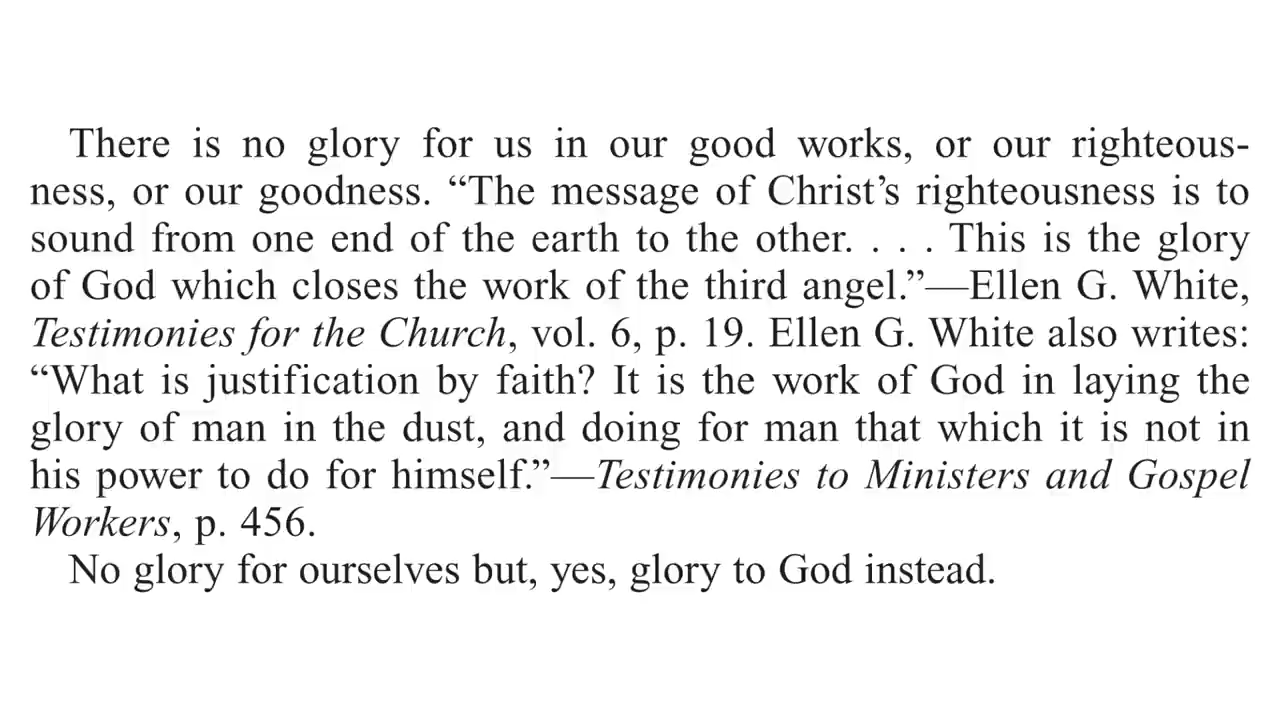 There is no glory for us in our good works, or our righteous-
ness, or our goodness. “The message of Christ’s righteousness is to
sound from one end of the earth to the other. . . . This is the glory
of God which closes the work of the third angel.”—Ellen G. White,
Testimonies for the Church, vol. 6, p. 19. Ellen G. White also writes:
“What is justification by faith? It is the work of God in laying the
glory of man in the dust, and doing for man that which it is not in
his power to do for himself.”—Testimonies to Ministers and Gospel
Workers, p. 456.
No glory for ourselves but, yes, glory to God instead.